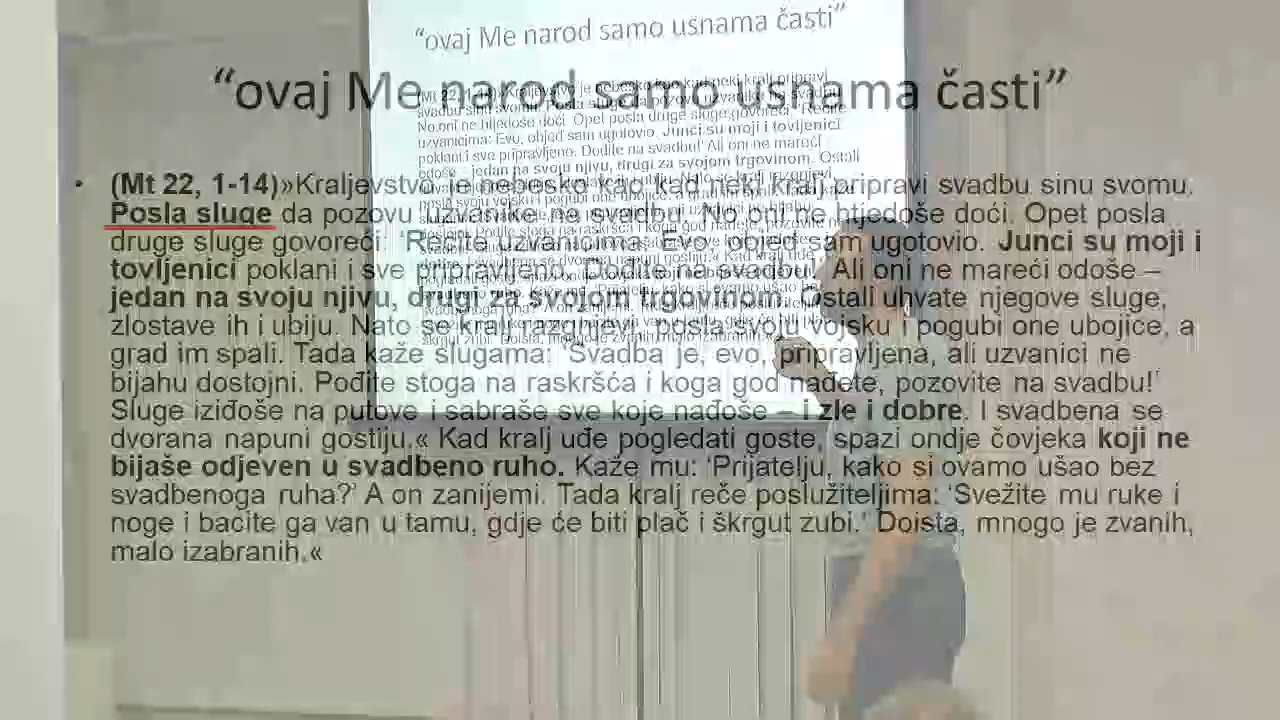 “ovaj Me narod samo usnama časti”
“ovaj Me narod samo usnama časti”
• (Mt 22, 1-14)»Kraljevstvo je nebesko kao kad neki kralj pripravi svadbu sinu svomu.
Posla sluge da pozovu uzvanike na svadbu. No oni ne htjedoše doći. Opet posla
druge sluge govoreći: ‘Recite uzvanicima: Evo, objed sam ugotovio. Junci su moji i
tovljenici poklani i sve pripravljeno. Dođite na svadbu!’ Ali oni ne mareći odoše –
jedan na svoju njivu, drugi za svojom trgovinom. Ostali uhvate njegove sluge,
zlostave ih i ubiju. Nato se kralj razgnjevi, posla svoju vojsku i pogubi one ubojice, a
grad im spali. Tada kaže slugama: ‘Svadba je, evo, pripravljena, ali uzvanici ne
bijahu dostojni. Pođite stoga na raskršća i koga god nađete, pozovite na svadbu!’
Sluge iziđoše na putove i sabraše sve koje nađoše – i zle i dobre. I svadbena se
dvorana napuni gostiju.« Kad kralj uđe pogledati goste, spazi ondje čovjeka koji ne
bijaše odjeven u svadbeno ruho. Kaže mu: ‘Prijatelju, kako si ovamo ušao bez
svadbenoga ruha?’ A on zanijemi. Tada kralj reče poslužiteljima: ‘Svežite mu ruke i
noge i bacite ga van u tamu, gdje će biti plač i škrgut zubi.’ Doista, mnogo je zvanih,
malo izabranih.«